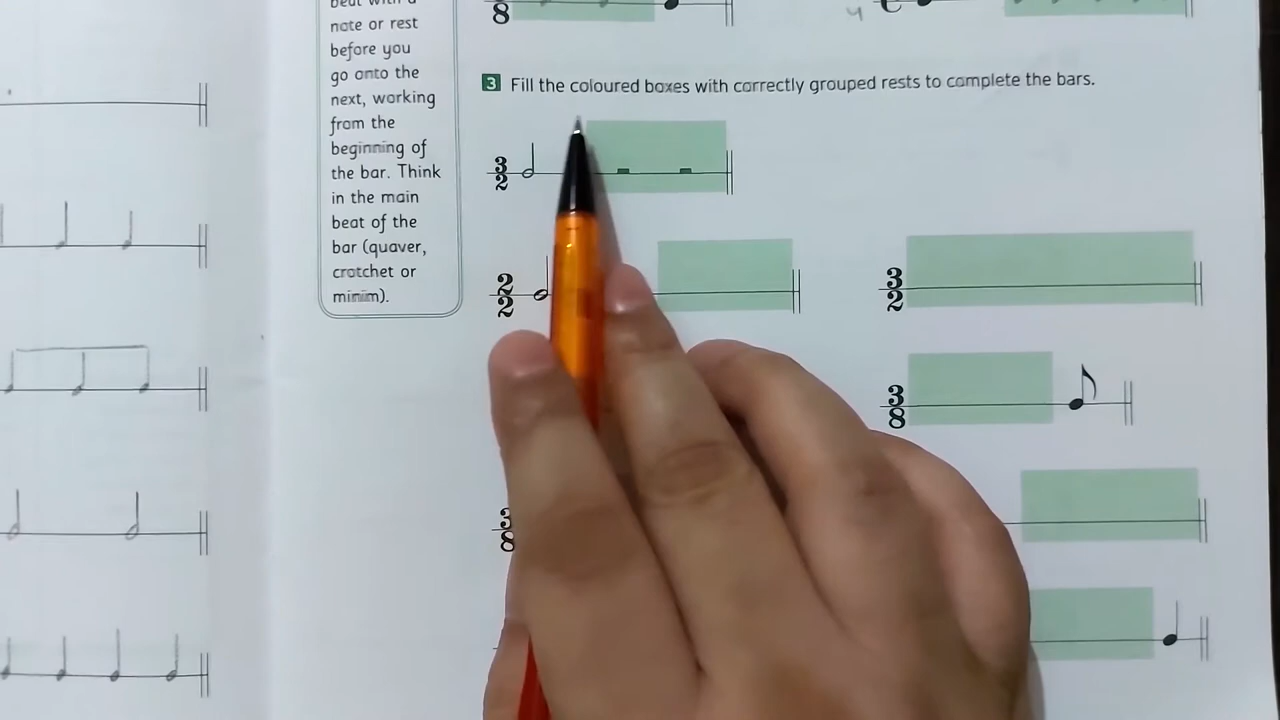 beat with a
note or rest
before you
go onto the
next, working
from the
beginning of
the bar. Think
in the main
beat of the
bar (quaver,
crotchet or
minim).
8
4
3 Fill the coloured boxes with correctly grouped rests to complete the bars.
3
2
2
2
3
2
3
8
3
8